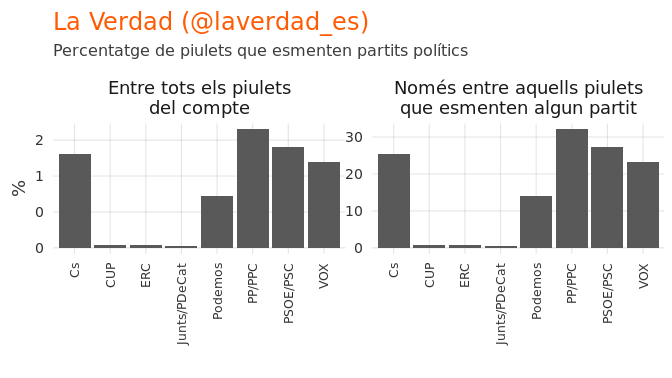 La Verdad (@laverdad_es)
Percentatge de piulets que esmenten partits polítics
Entre tots els piulets
del compte
Només entre aquells piulets
que esmenten algun partit
%
2
1
0
0
30
20
10
0
Cs
CUP
ERC
Junts/PDeCat
Podemos
PP/PPC
PSOE/PSC
VOX
Cs
CUP
ERC
Junts/PDeCat
Podemos
PP/PPC
PSOE/PSC
VOX